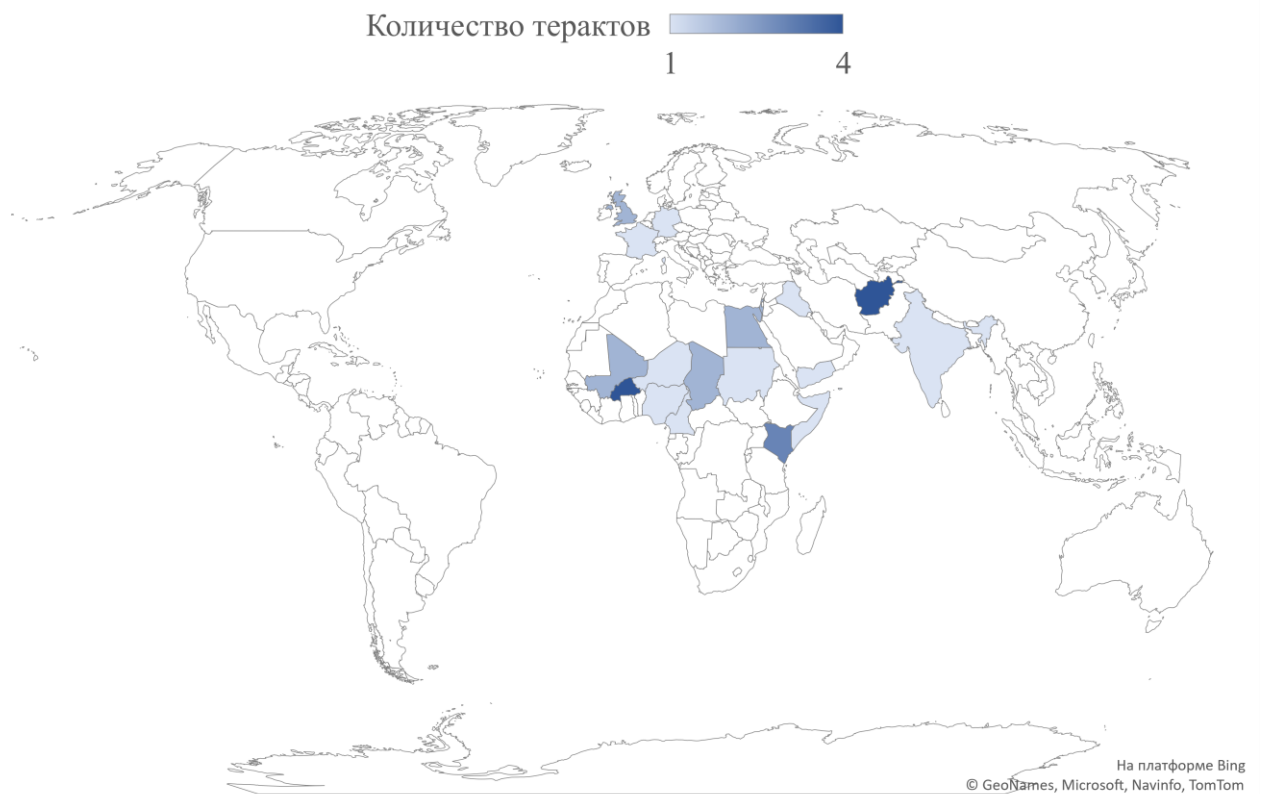 Количество терактов
1 4
На платформе Bing
© GeoNames, Microsoft, Navinfo, TomTom